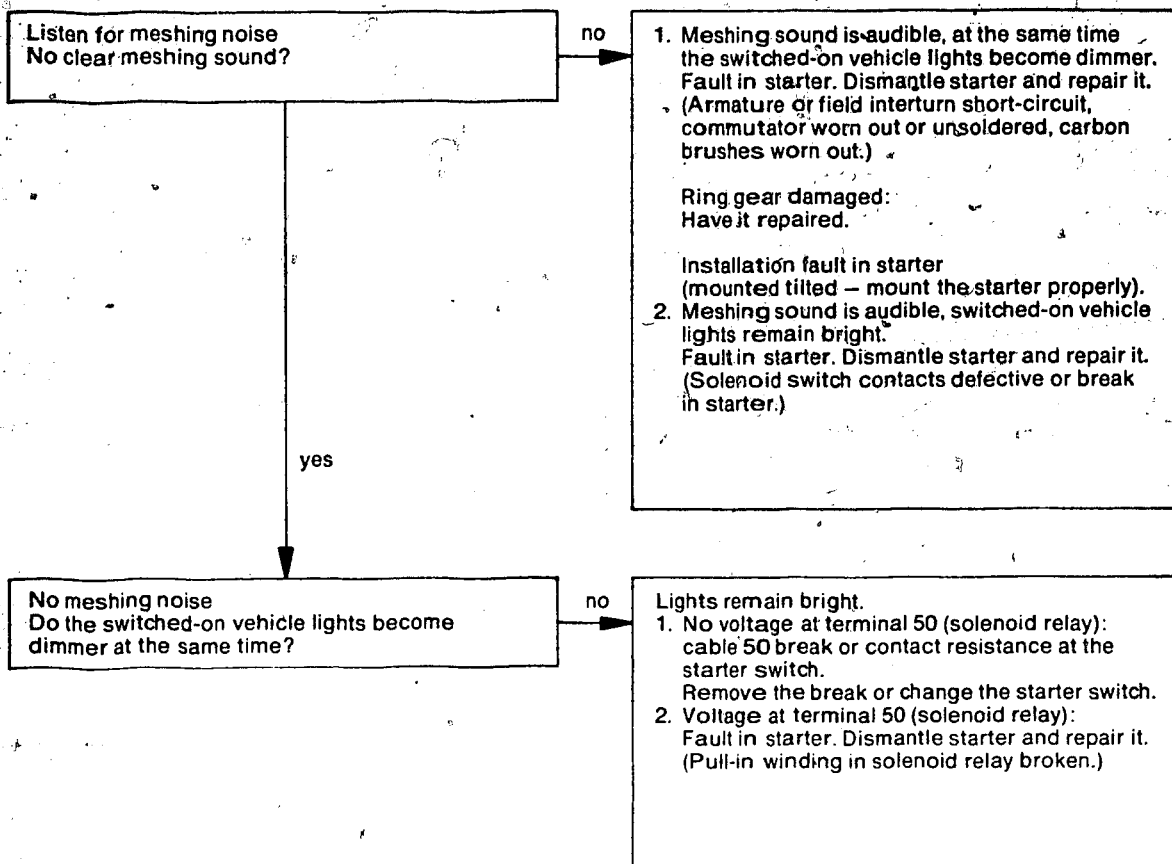 Listen for meshing noise
No clear meshing sound?
no
1. Meshing sound is audible, at the same time
the switched-on vehicle lights become dimmer.
Fault in starter. Dismantle starter and repair it.
(Armature or field interturn short-circuit,
commutator worn out or unsoldered, carbon
brushes worn out.)
Ring gear damaged:
Have it repaired.
Installation fault in starter
(mounted tilted – mount the starter properly).
2. Meshing sound is audible, switched-on vehicle
lights remain bright.
Fault in starter. Dismantle starter and repair it.
(Solenoid switch contacts defective or break
in starter.)
yes
No meshing noise
Do the switched-on vehicle lights become
dimmer at the same time?
no
Lights remain bright.
1. No voltage at terminal 50 (solenoid relay):
cable 50 break or contact resistance at the
starter switch.
Remove the break or change the starter switch.
2. Voltage at terminal 50 (solenoid relay):
Fault in starter. Dismantle starter and repair it.
(Pull-in winding in solenoid relay broken.)